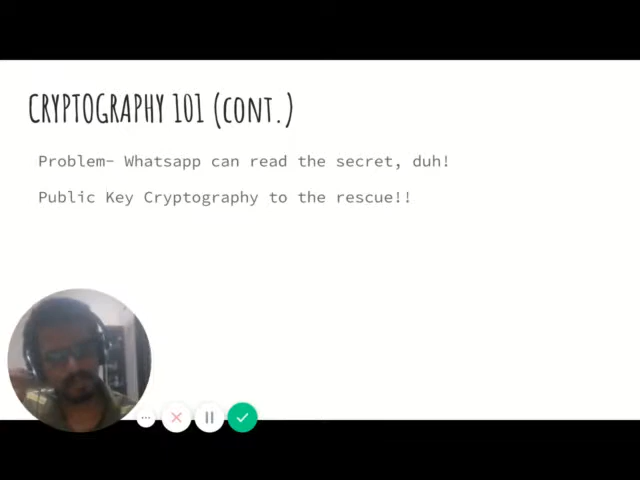 CRYPTOGRAPHY 101 (CONT.)
Problem- Whatsapp can read the secret, duh!
Public Key Cryptography to the rescue!!